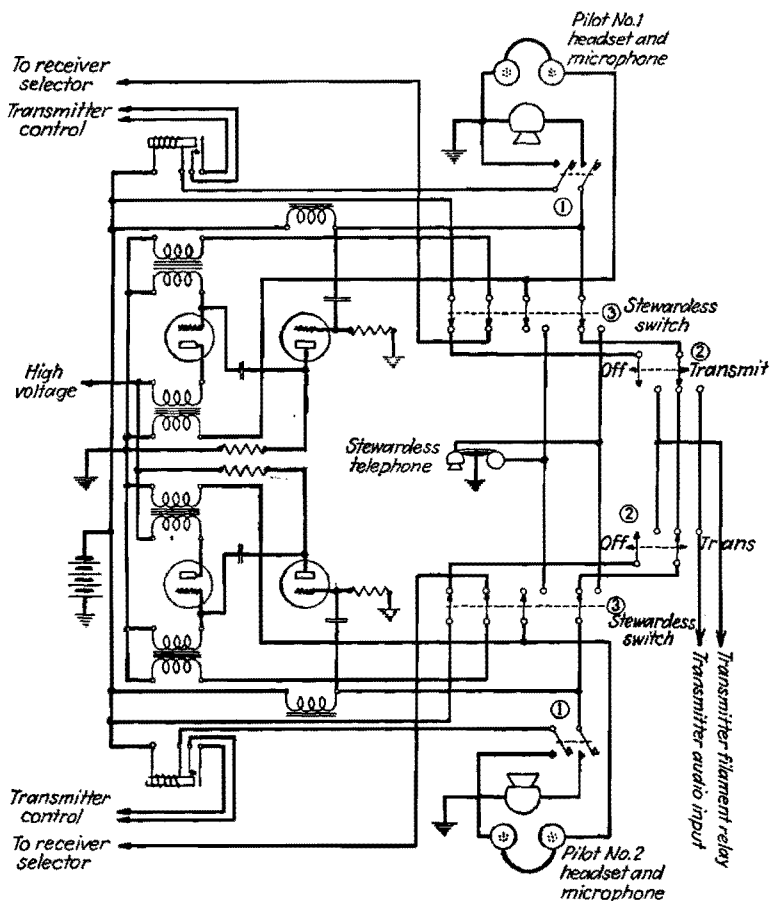 Pilot No.1
headset and
microphone
To receiver
selector
Transmitter
control
①
③ Stewardess
switch
②
Off
Transmit
High
voltage
Stewardess
telephone
②
Off
Trans
③
Stewardess
switch
①
Transmitter audio input
Transmitter filament relay
Transmitter
control
To receiver
selector
Pilot No.2
headset and
microphone